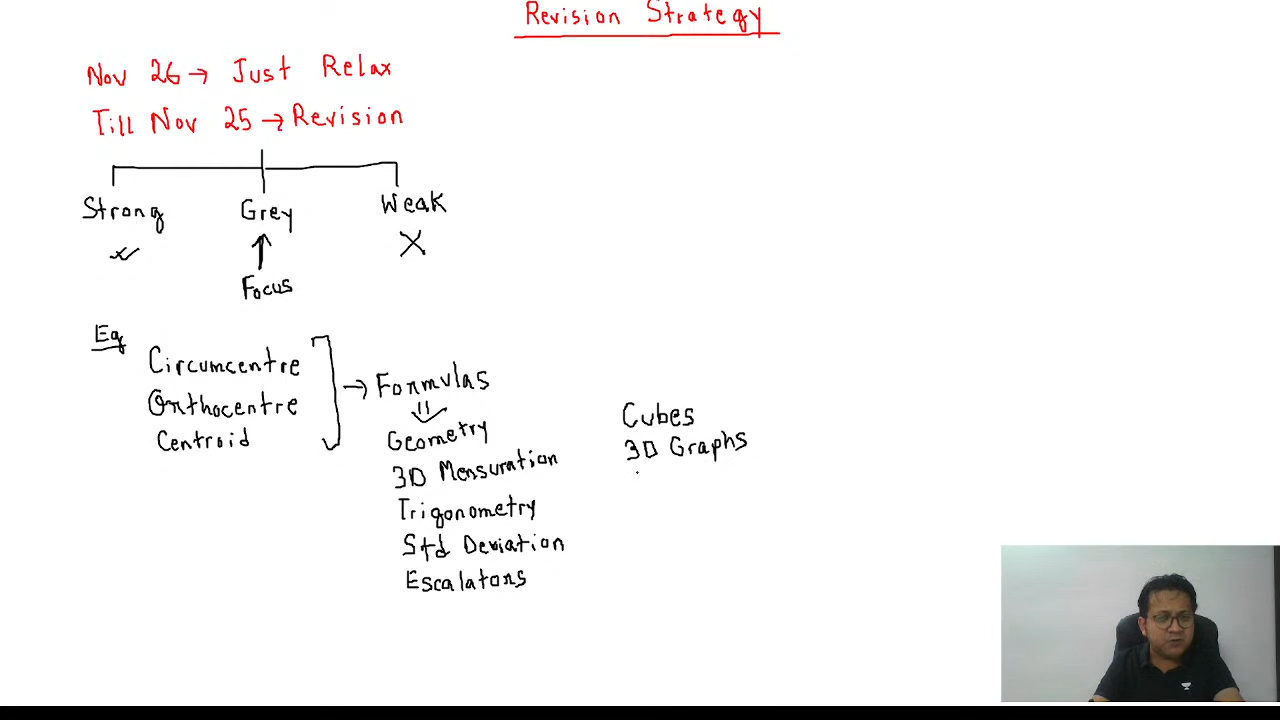 Revision Strategy
Nov 26 → Just Relax
Till Nov 25 → Revision
Strong Grey Weak
Focus
Eg
Circumcentre
Orthocentre
Centroid
→ Formulas
Geometry
3D Mensuration
Trigonometry
Std Deviation
Escalators
Cubes
3D Graphs